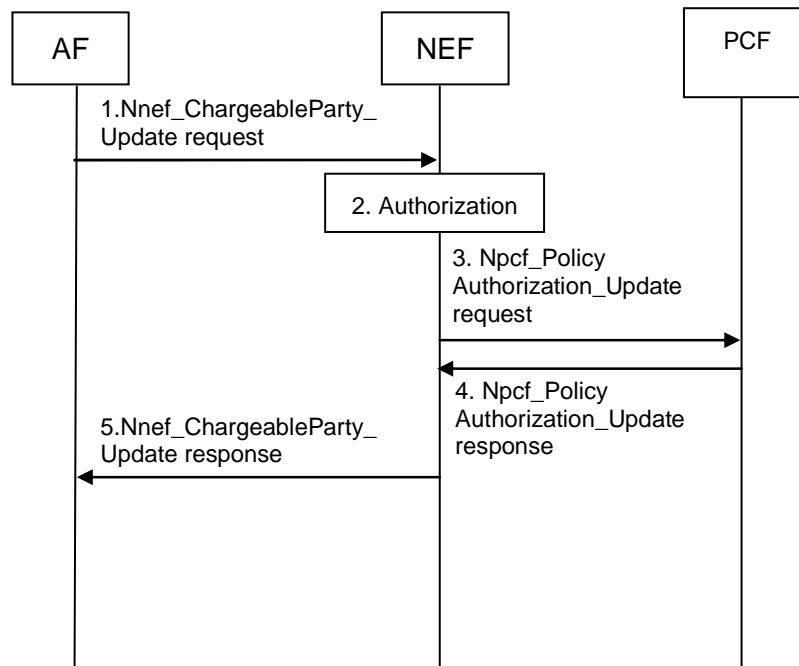 AF
NEF
PCF
1.Nnef_ChargeableParty_
Update request
2. Authorization
3. Npcf_Policy
Authorization_Update
request
4. Npcf_Policy
Authorization_Update
response
5.Nnef_ChargeableParty_
Update response